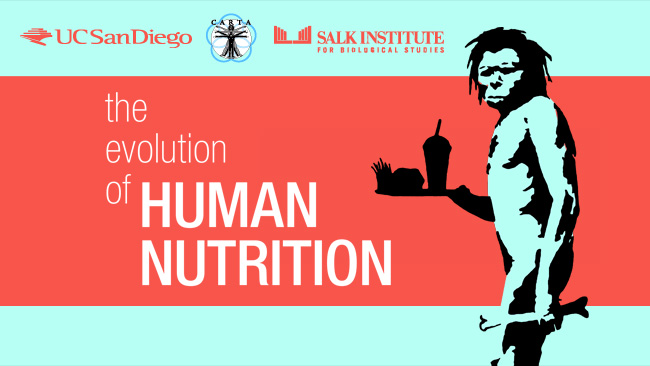 UC San Diego
CARTA
SALK INSTITUTE
FOR BIOLOGICAL STUDIES
the
evolution
of HUMAN
NUTRITION